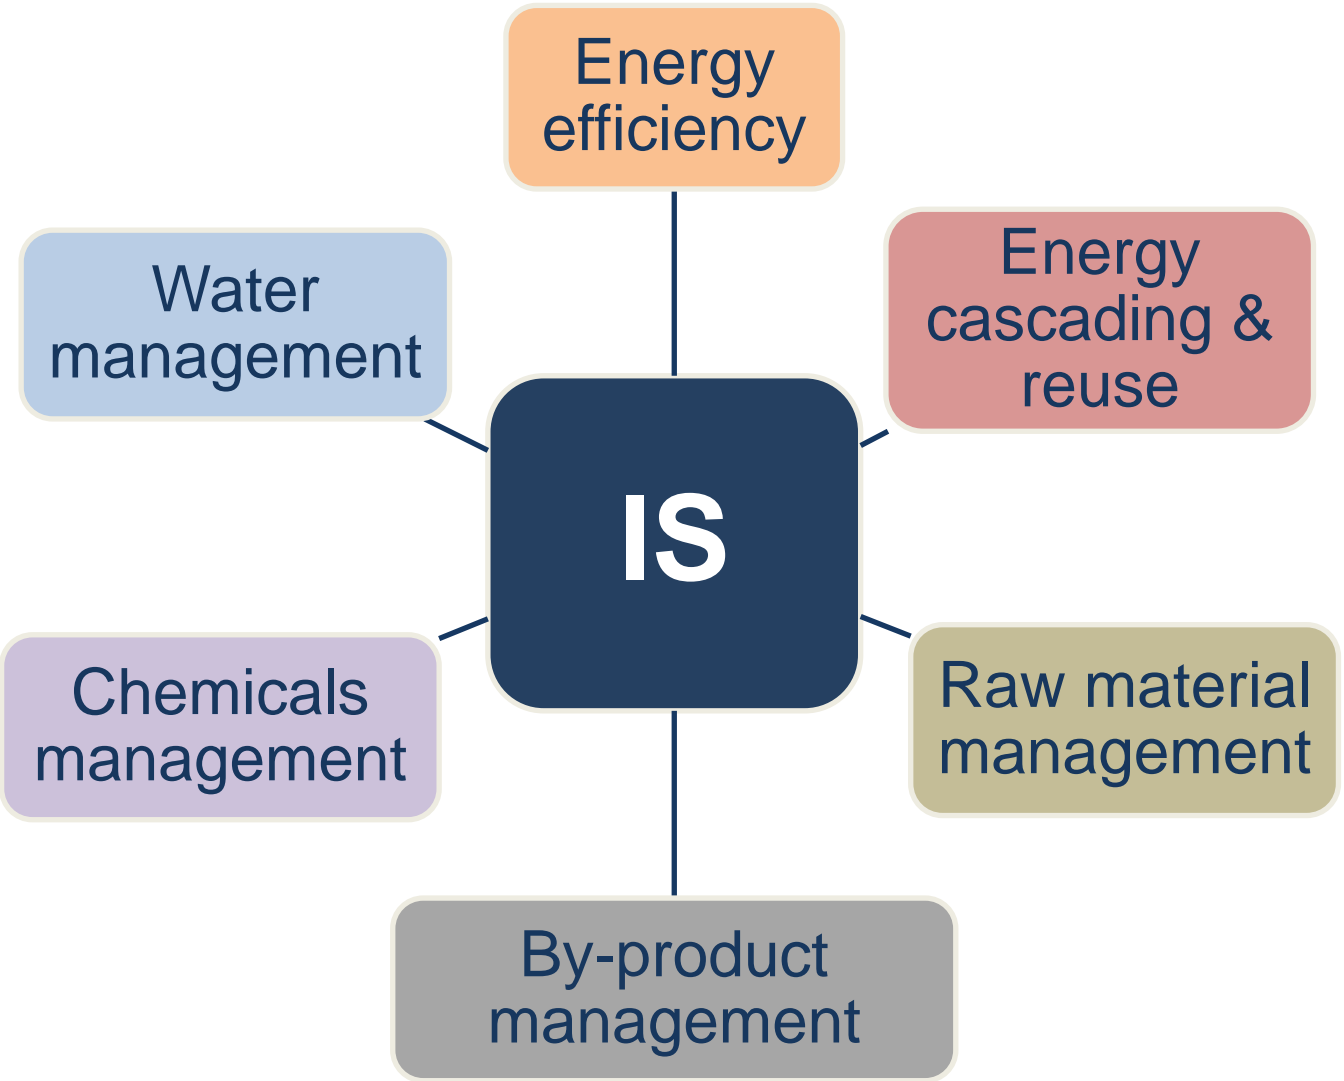 Energy
efficiency
Energy
cascading &
reuse
Water
management
IS
Raw material
management
Chemicals
management
By-product
management